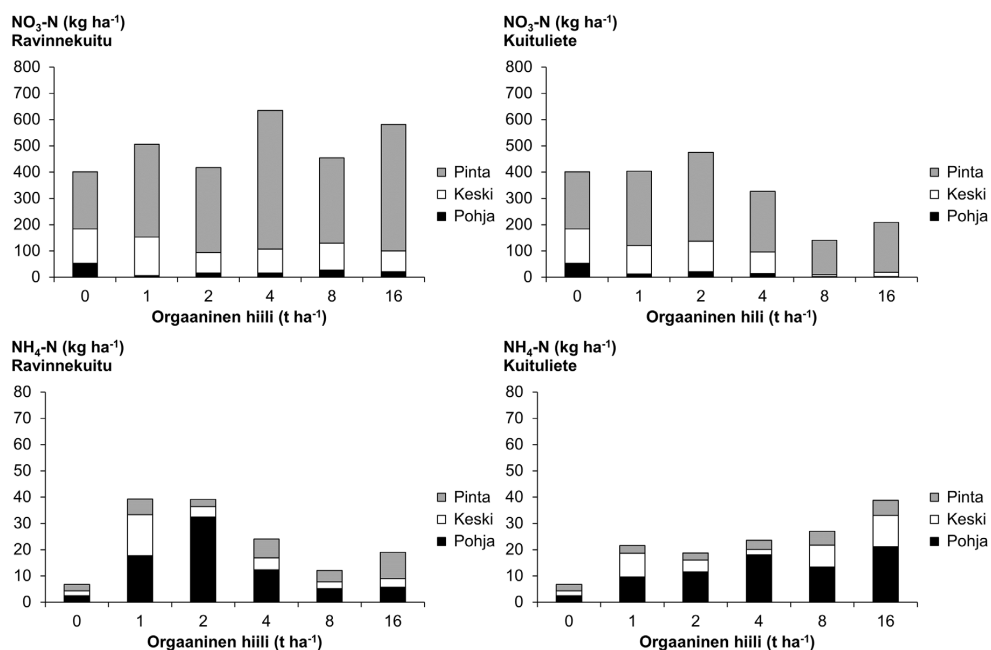 NO₃-N (kg ha⁻¹)
Ravinnekuitu
800
700
600
500
400
300
200
100
0
0 1 2 4 8 16
Orgaaninen hiili (t ha⁻¹)
Pinta
Keski
Pohja
NO₃-N (kg ha⁻¹)
Kuituliete
800
700
600
500
400
300
200
100
0
0 1 2 4 8 16
Orgaaninen hiili (t ha⁻¹)
Pinta
Keski
Pohja
NH₄-N (kg ha⁻¹)
Ravinnekuitu
80
70
60
50
40
30
20
10
0
0 1 2 4 8 16
Orgaaninen hiili (t ha⁻¹)
Pinta
Keski
Pohja
NH₄-N (kg ha⁻¹)
Kuituliete
80
70
60
50
40
30
20
10
0
0 1 2 4 8 16
Orgaaninen hiili (t ha⁻¹)
Pinta
Keski
Pohja